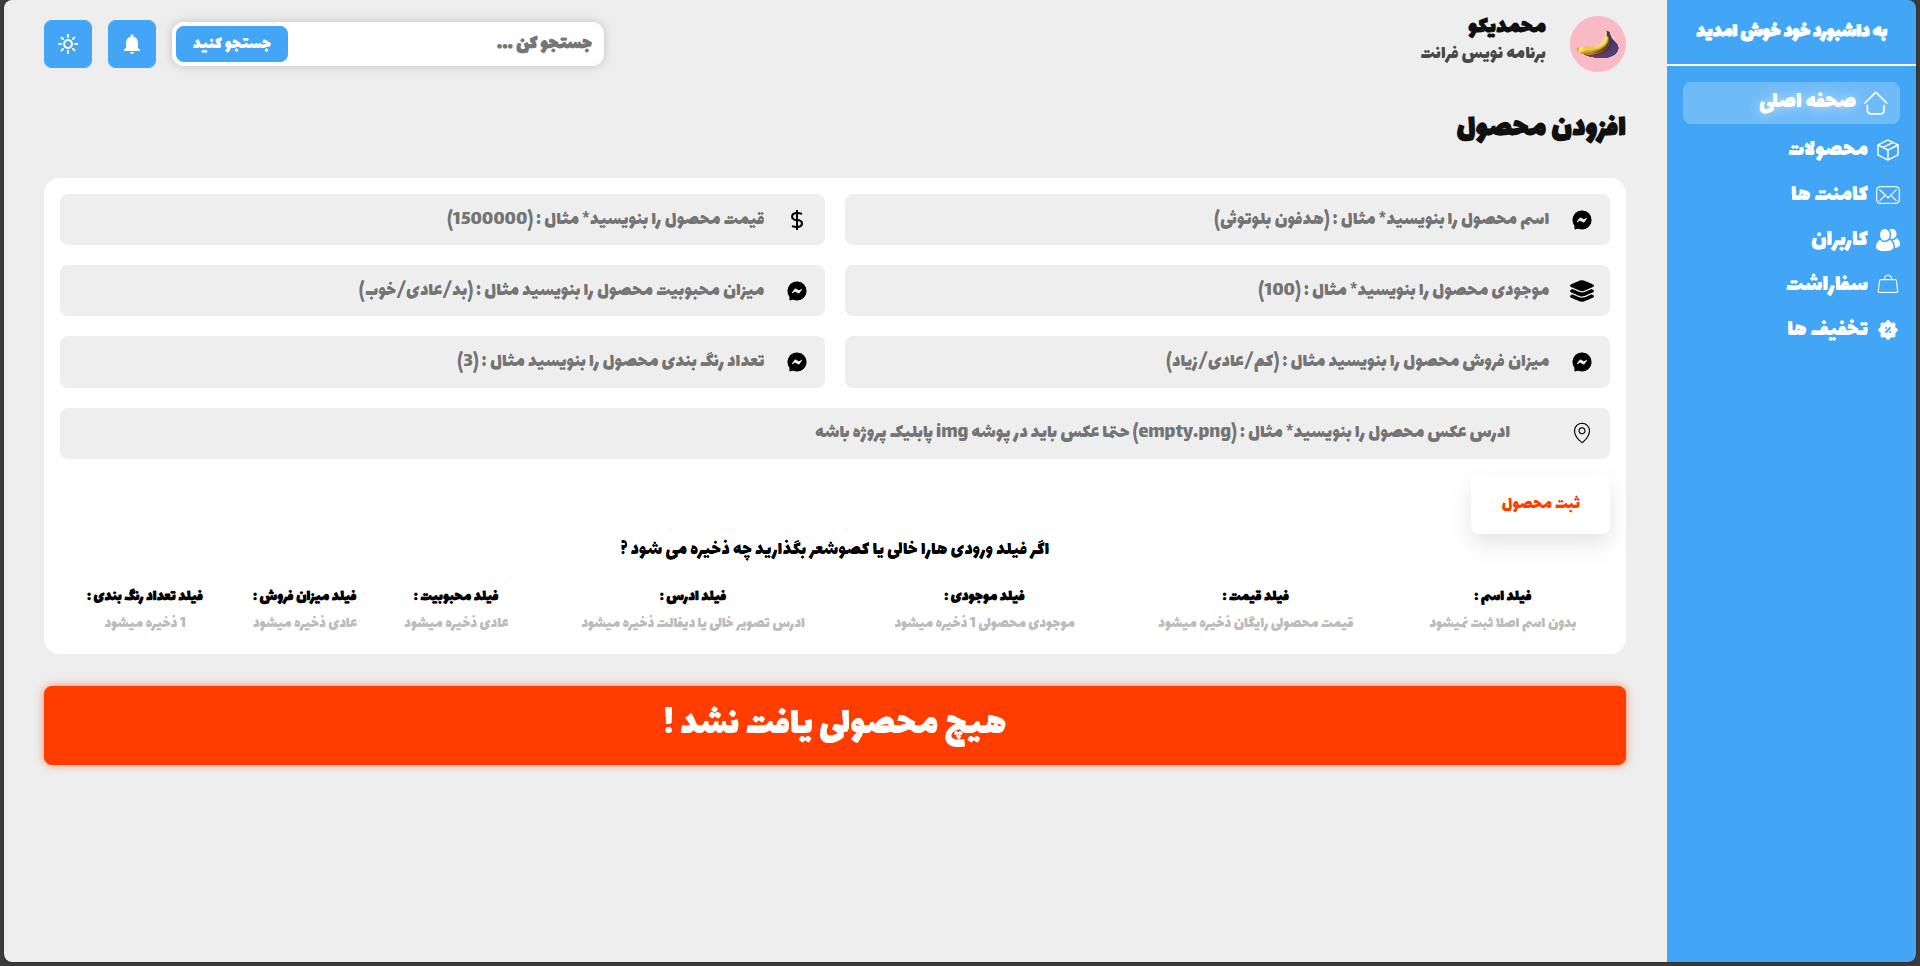 به داشبورد خود خوش امدید
صحفه اصلی
محصولات
کامنت ها
کاربران
سفاراشت
تخفیف ها
محمدیکو
برنامه نویس فرانت
جستجو کن ...
جستجو کنید
افزودن محصول
اسم محصول را بنویسید* مثال : (هدفون بلوتوثی)
قیمت محصول را بنویسید* مثال : (1500000)
موجودی محصول را بنویسید* مثال : (100)
میزان محبوبیت محصول را بنویسید مثال : (بد/عادی/خوب)
میزان فروش محصول را بنویسید مثال : (کم/عادی/زیاد)
تعداد رنگ بندی محصول را بنویسید مثال : (3)
ادرس عکس محصول را بنویسید* مثال : (empty.png) حتما عکس باید در پوشه img پابلیک پروژه باشه
ثبت محصول
اگر فیلد ورودی هارا خالی یا کصوشعر بگذارید چه ذخیره می شود ?
فیلد اسم :
بدون اسم اصلا ثبت نمیشود
فیلد قیمت :
قیمت محصولی رایگان ذخیره میشود
فیلد موجودی :
موجودی محصولی 1 ذخیره میشود
فیلد ادرس :
ادرس تصویر خالی یا دیفالت ذخیره میشود
فیلد محبوبیت :
عادی ذخیره میشود
فیلد میزان فروش :
عادی ذخیره میشود
فیلد تعداد رنگ بندی :
1 ذخیره میشود
هیچ محصولی یافت نشد !